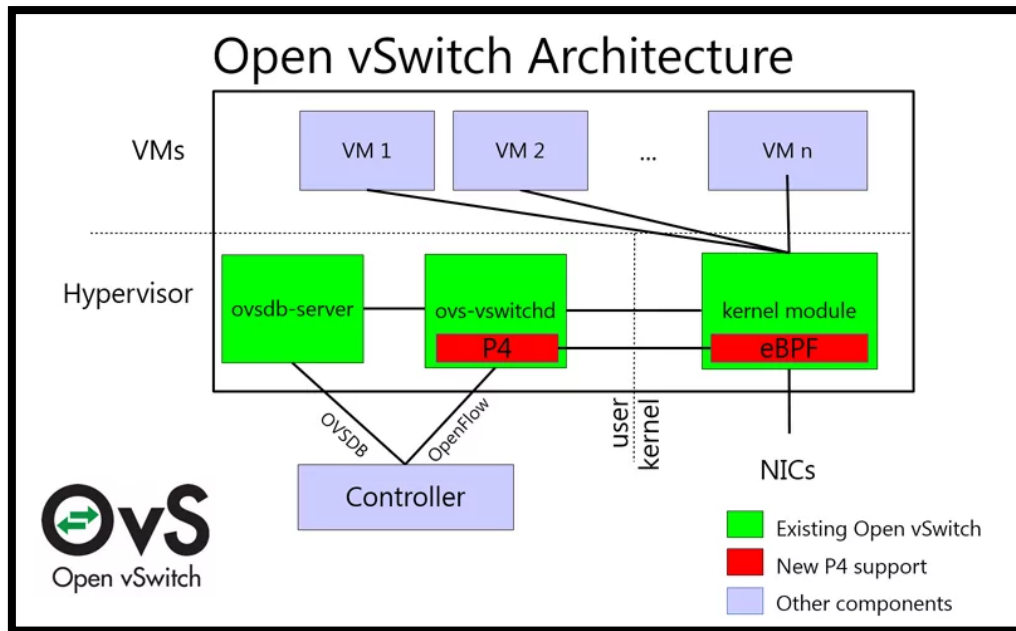 Open vSwitch Architecture
VMs
VM 1
VM 2
...
VM n
Hypervisor
ovsdb-server
ovs-vswitchd
kernel module
P4
eBPF
OVSDB
OpenFlow
user
kernel
NICs
Controller
OvS
Open vSwitch
Existing Open vSwitch
New P4 support
Other components